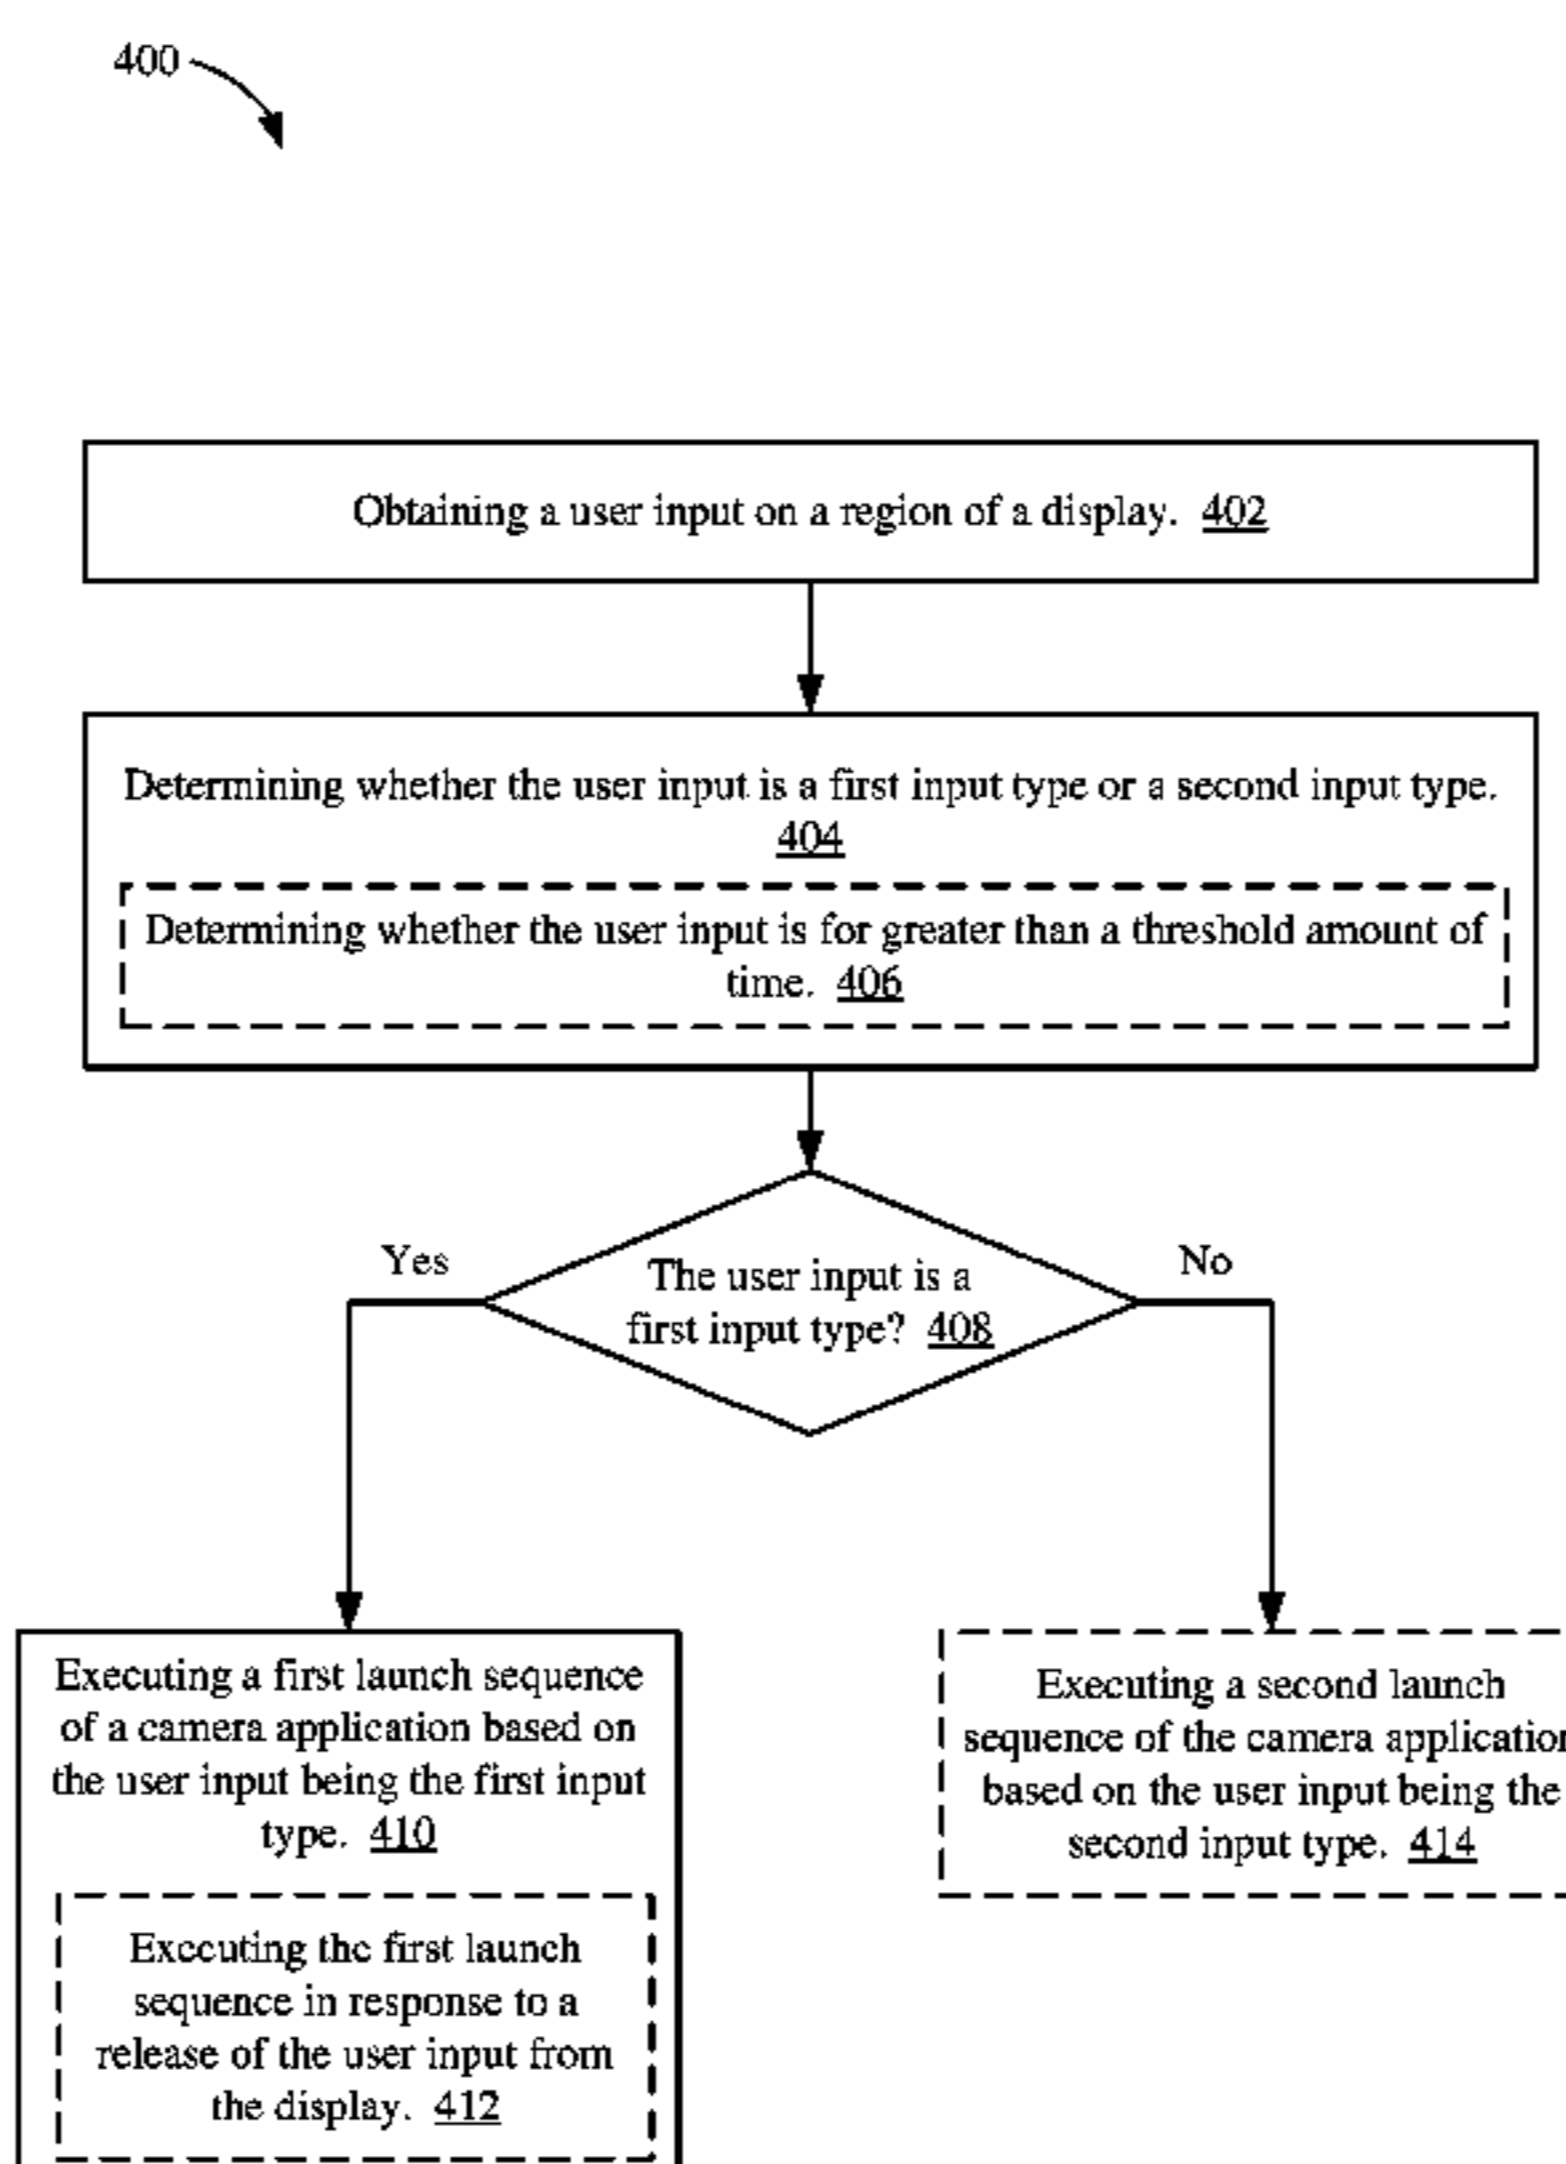 400
Obtaining a user input on a region of a display. 402
Determining whether the user input is a first input type or a second input type.
404
Determining whether the user input is for greater than a threshold amount of
time. 406
Yes
No
The user input is a
first input type? 408
Executing a first launch sequence
of a camera application based on
the user input being the first input
type. 410
Executing the first launch
sequence in response to a
release of the user input from
the display. 412
Executing a second launch
sequence of the camera application
based on the user input being the
second input type. 414